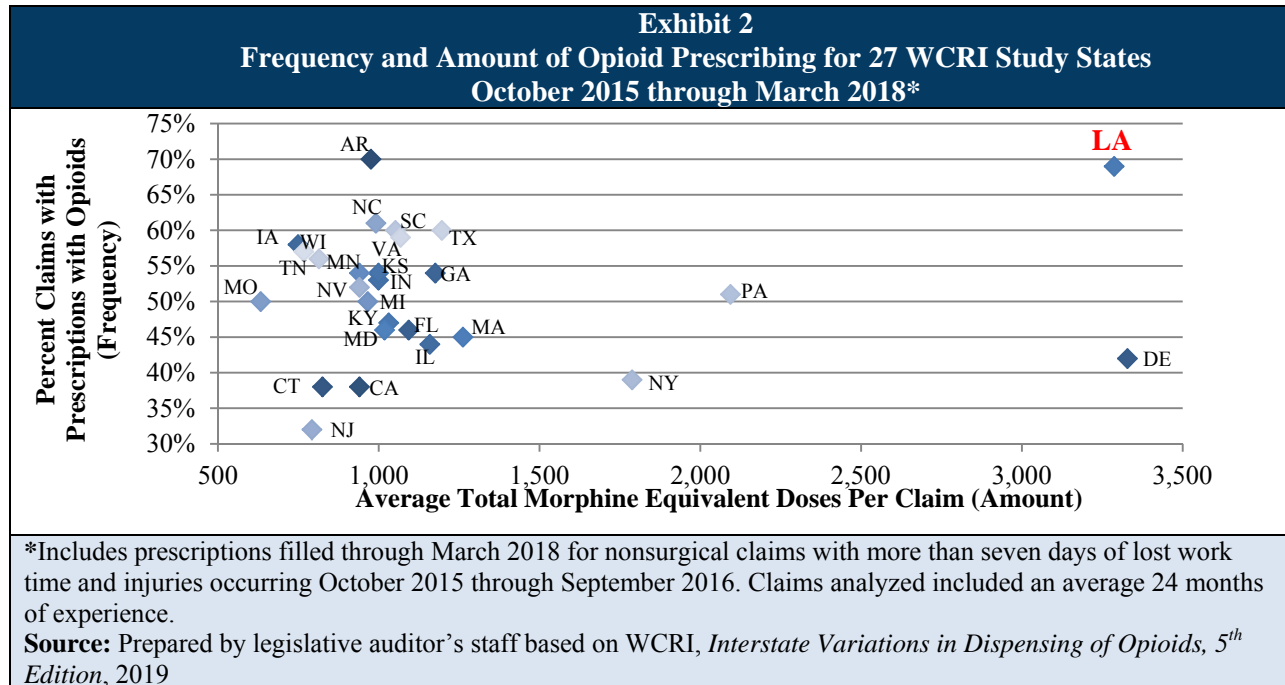 Exhibit 2
Frequency and Amount of Opioid Prescribing for 27 WCRI Study States
October 2015 through March 2018*
Percent Claims with
Prescriptions with Opioids
(Frequency)
75%
70%
65%
60%
55%
50%
45%
40%
35%
30%
AR
LA
NC
SC
TX
IA
WI
VA
TN
MN
KS
GA
IN
MO
NV
MI
PA
KY
FL
MA
MD
IL
DE
CT
CA
NY
NJ
500
1,000
1,500
2,000
2,500
3,000
3,500
Average Total Morphine Equivalent Doses Per Claim (Amount)
*Includes prescriptions filled through March 2018 for nonsurgical claims with more than seven days of lost work
time and injuries occurring October 2015 through September 2016. Claims analyzed included an average 24 months
of experience.
Source: Prepared by legislative auditor's staff based on WCRI, Interstate Variations in Dispensing of Opioids, 5th
Edition, 2019